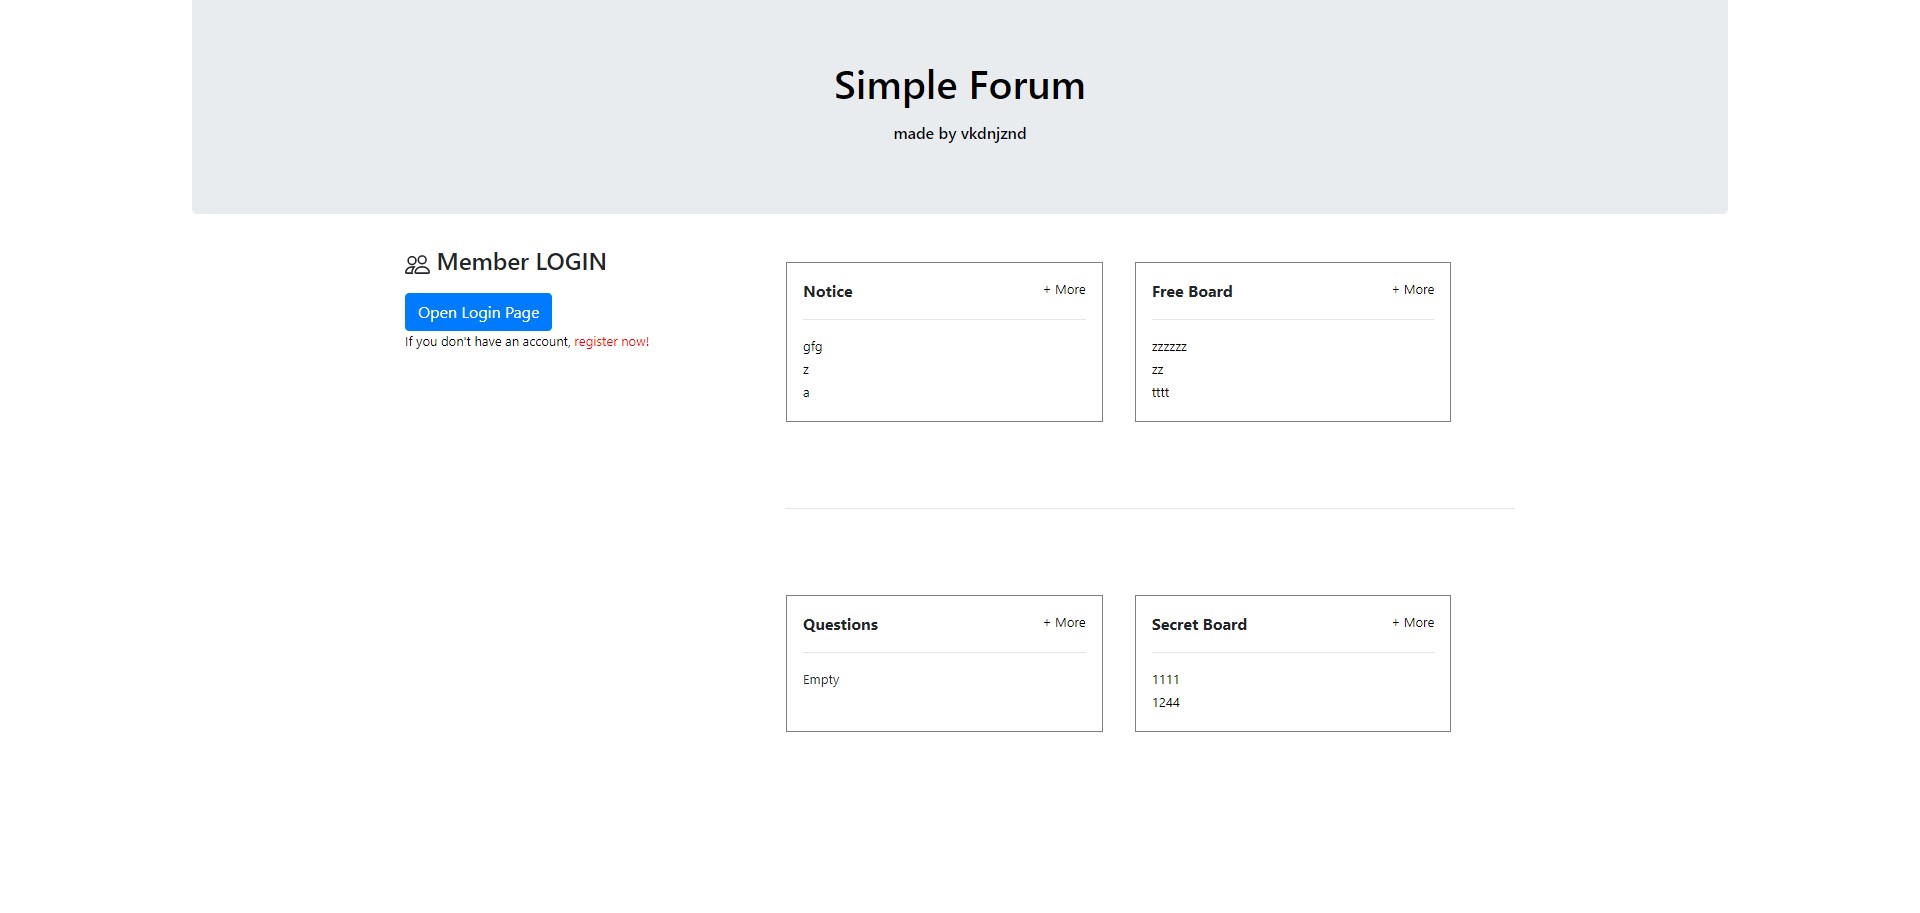 Simple Forum
made by vkdnjznd
Member LOGIN
Open Login Page
If you don't have an account, register now!
Notice + More
gfg
z
a
Free Board + More
zzzzzz
zz
tttt
Questions + More
Empty
Secret Board + More
1111
1244